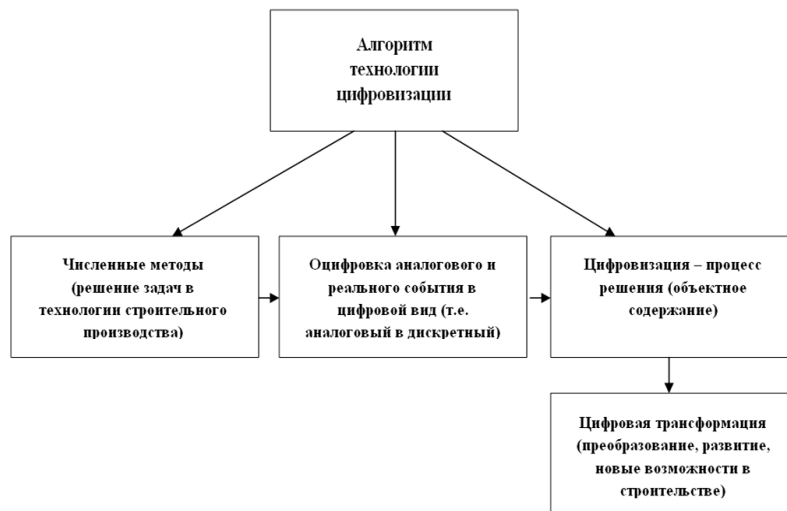 Алгоритм
технологии
цифровизации
Численные методы
(решение задач в
технологии строительного
производства)
Оцифровка аналогового и
реального события в
цифровой вид (т.е.
аналоговый в дискретный)
Цифровизация – процесс
решения (объектное
содержание)
Цифровая трансформация
(преобразование, развитие,
новые возможности в
строительстве)